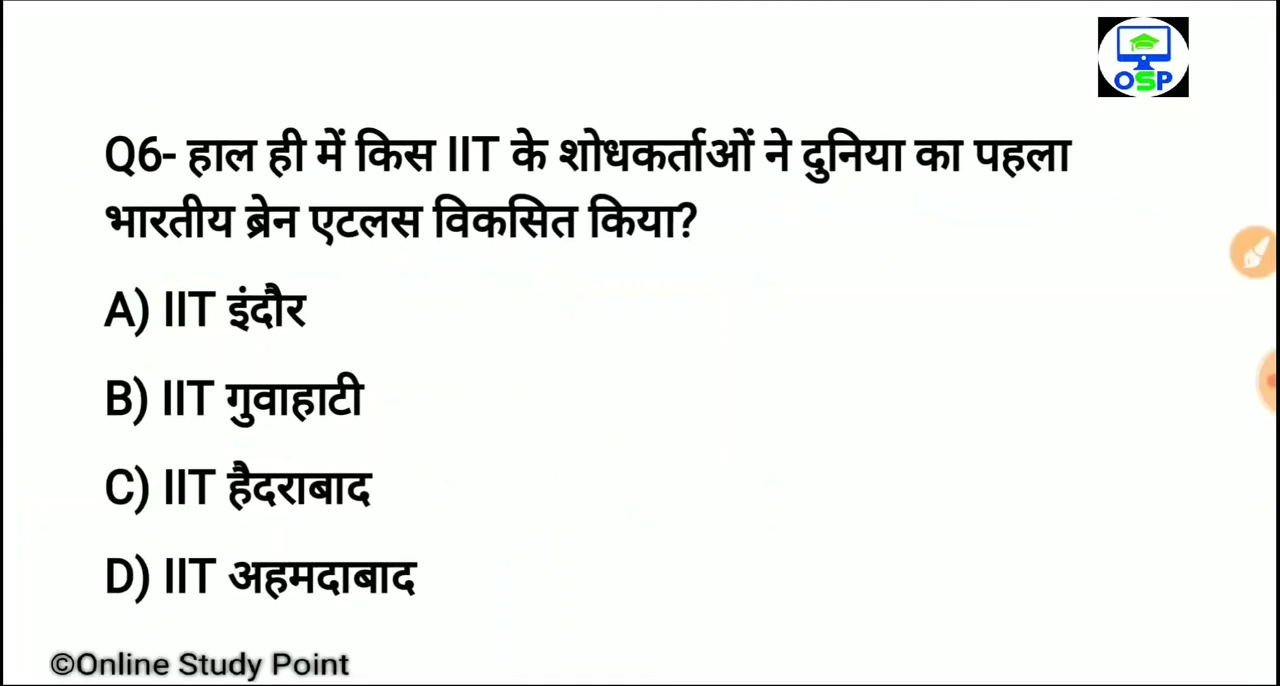 OSP
Q6- हाल ही में किस IIT के शोधकर्ताओं ने दुनिया का पहला
भारतीय ब्रेन एटलस विकसित किया?
A) IIT इंदौर
B) IIT गुवाहाटी
C) IIT हैदराबाद
D) IIT अहमदाबाद
©Online Study Point